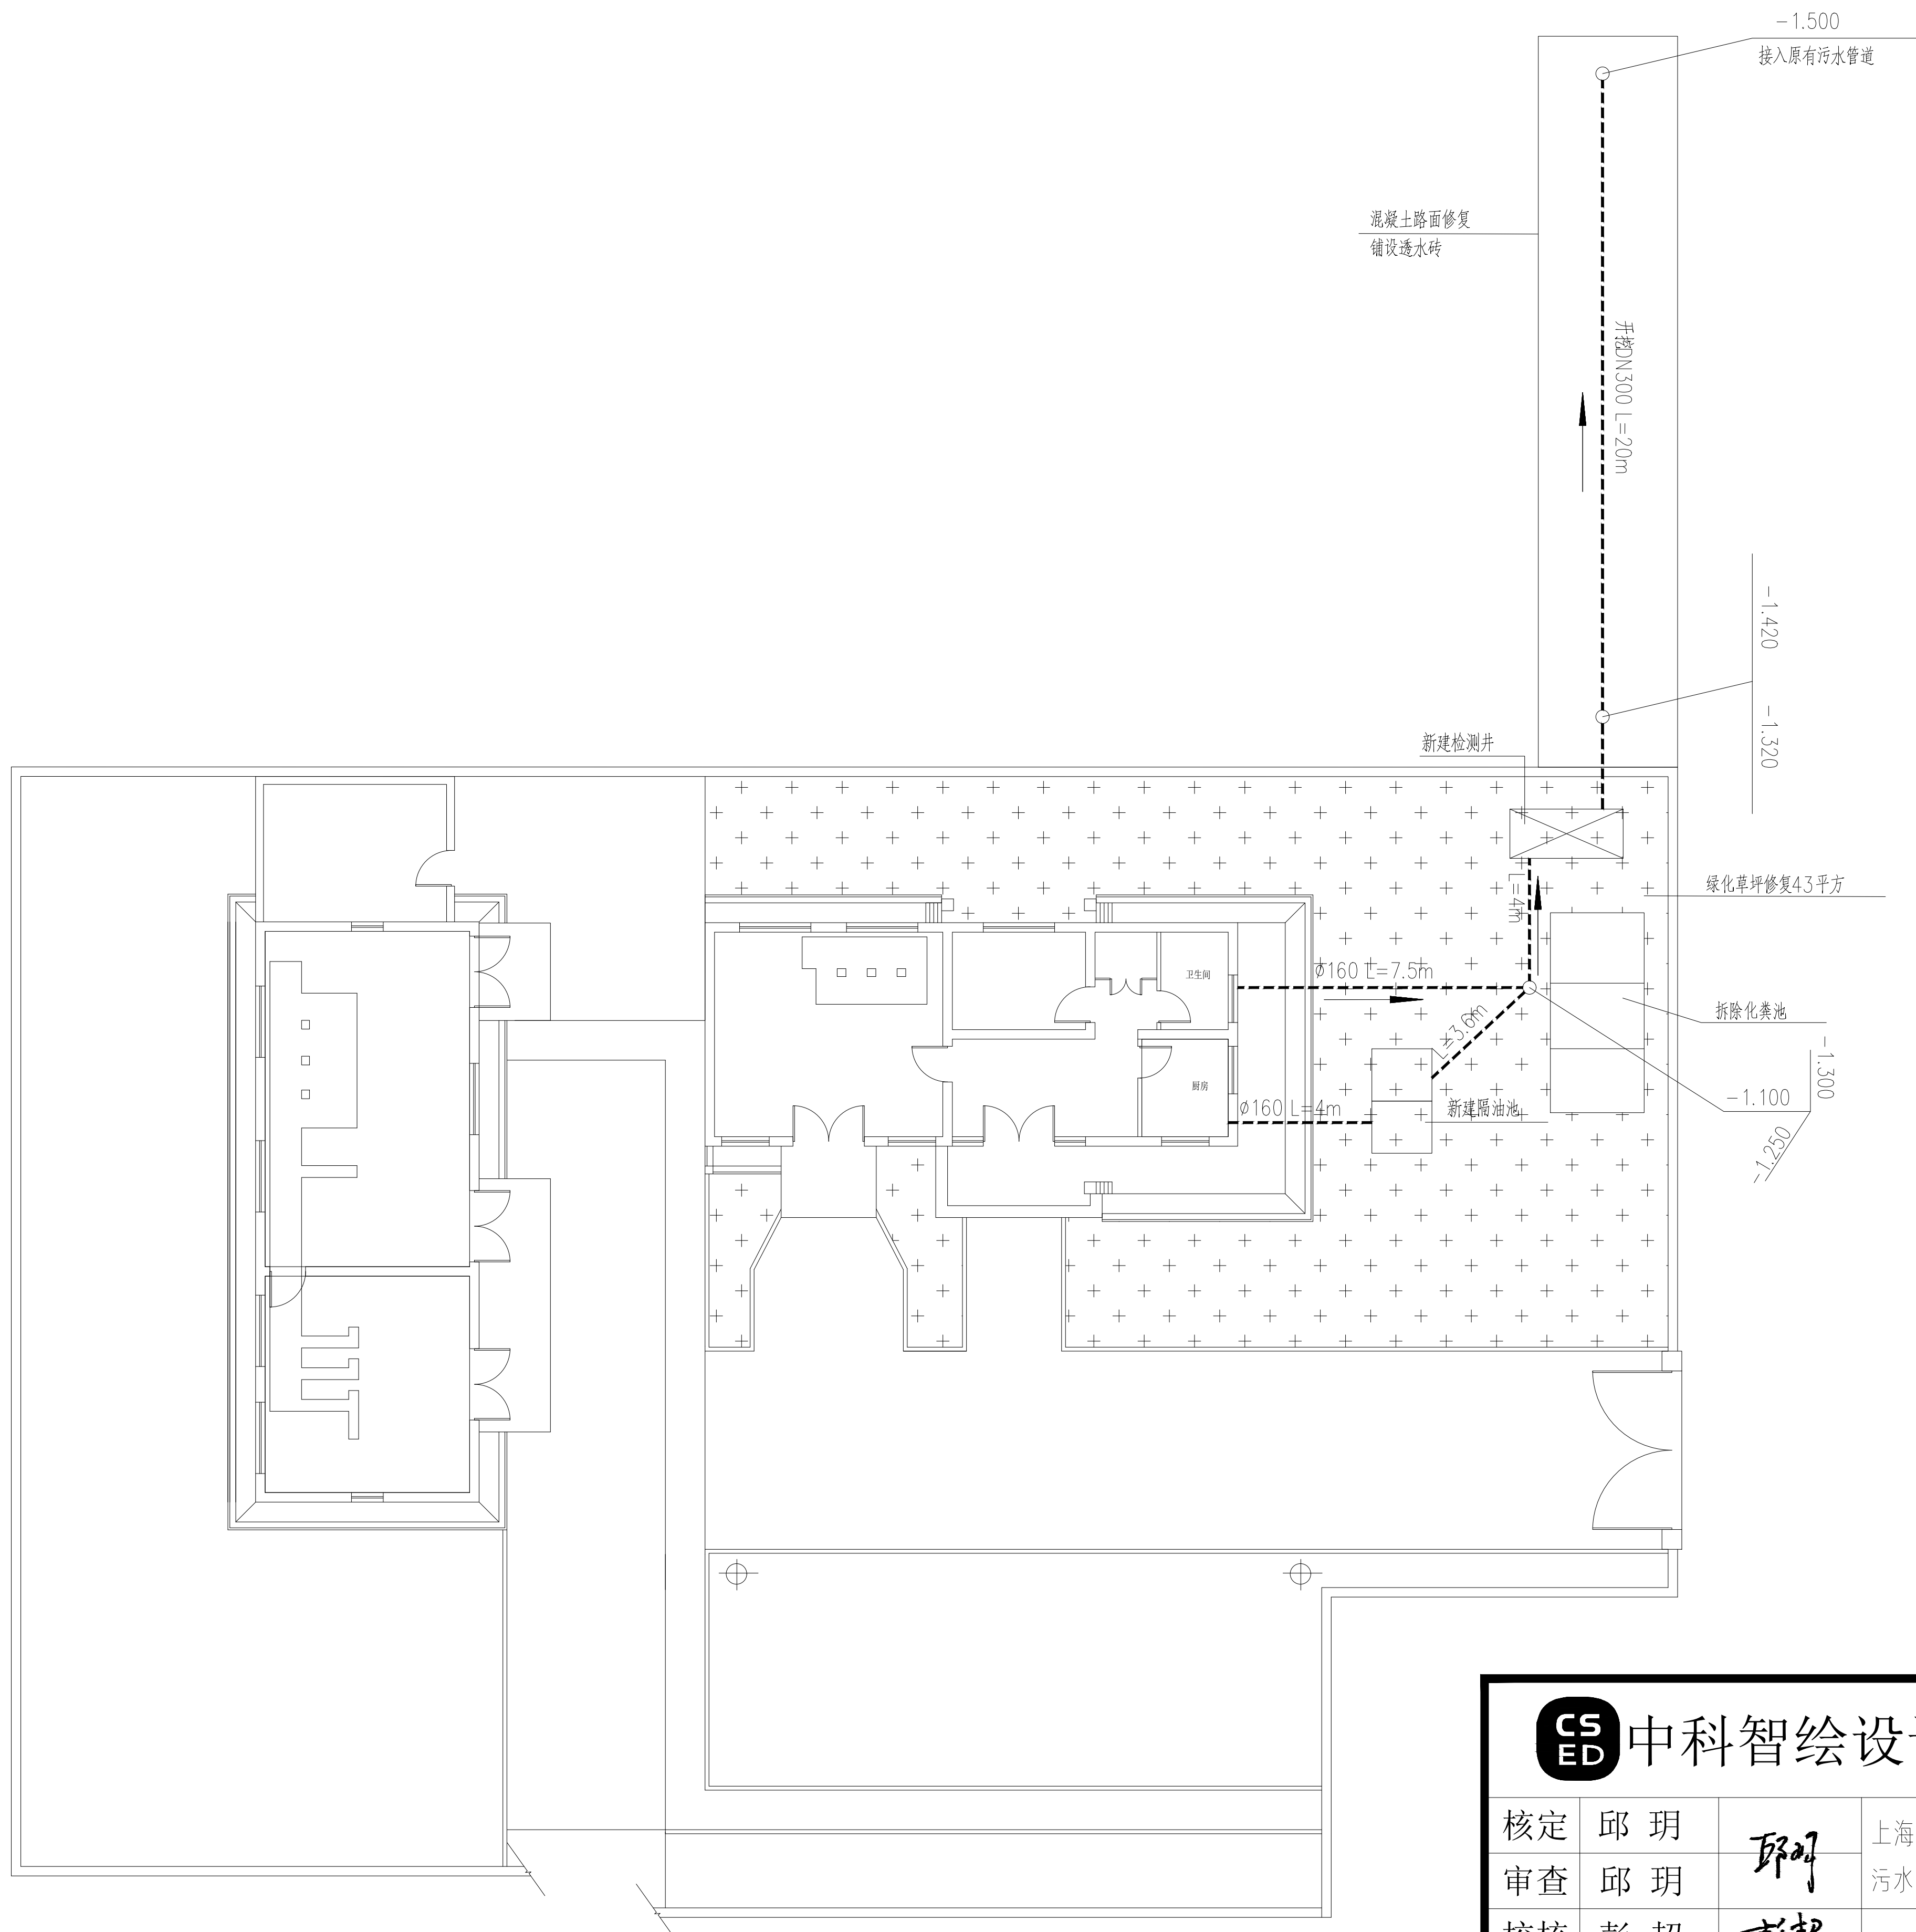 -1.500
接入原有污水管道
混凝土路面修复
铺设透水砖
开挖DN300 L=20m
-1.420
-1.320
新建检测井
L=4m
绿化草坪修复43平方
卫生间
ø160 L=7.5m
拆除化粪池
L=3.6m
-1.300
厨房
ø160 L=4m
新建隔油池
-1.100
-1.250
CS
ED
中科智绘设
核定 邱 玥
上海
审查 邱 玥
污水